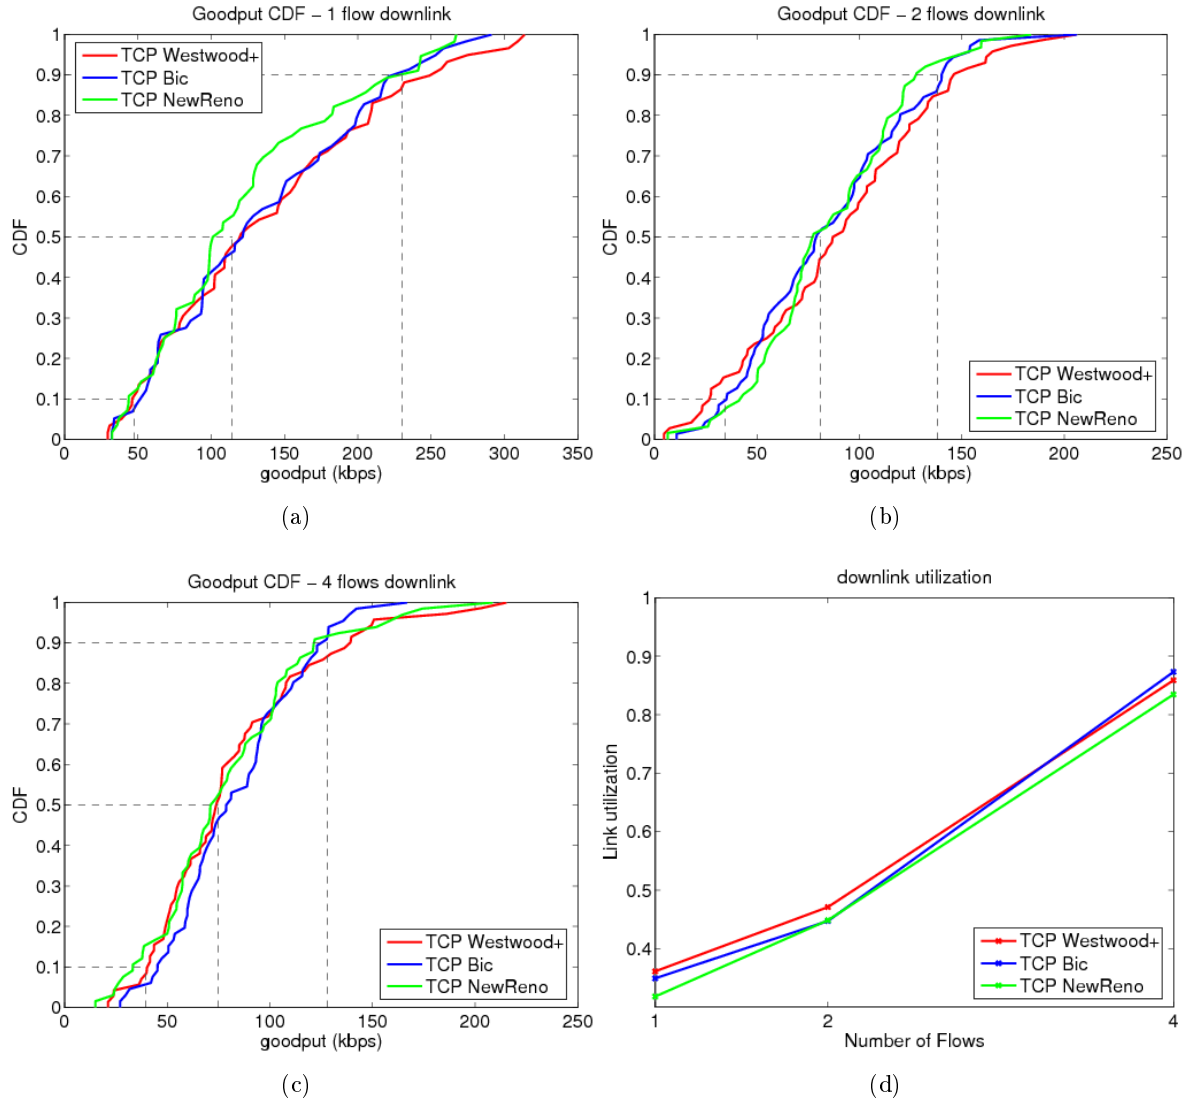 Goodput CDF − 1 flow downlink
1
0.9
0.8
0.7
0.6
0.5
0.4
0.3
0.2
0.1
0
CDF
TCP Westwood+
TCP Bic
TCP NewReno
0 50 100 150 200 250 300 350
goodput (kbps)
(a)
Goodput CDF − 2 flows downlink
1
0.9
0.8
0.7
0.6
0.5
0.4
0.3
0.2
0.1
0
CDF
TCP Westwood+
TCP Bic
TCP NewReno
0 50 100 150 200 250
goodput (kbps)
(b)
Goodput CDF − 4 flows downlink
1
0.9
0.8
0.7
0.6
0.5
0.4
0.3
0.2
0.1
0
CDF
TCP Westwood+
TCP Bic
TCP NewReno
0 50 100 150 200 250
goodput (kbps)
(c)
downlink utilization
1
0.9
0.8
0.7
0.6
0.5
0.4
Link utilization
TCP Westwood+
TCP Bic
TCP NewReno
1 2 4
Number of Flows
(d)